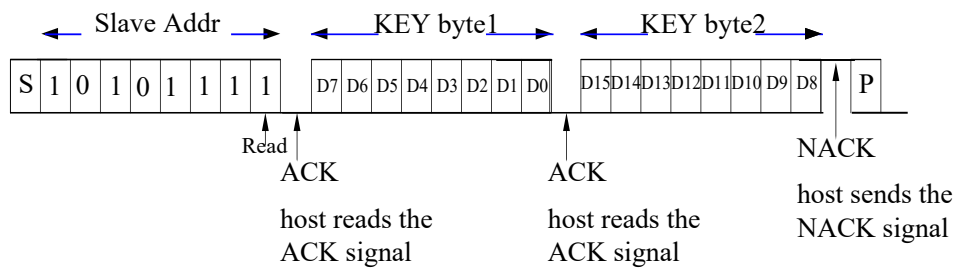 Slave Addr KEY byte1 KEY byte2
S 1 0 1 0 1 1 1 1 D7 D6 D5 D4 D3 D2 D1 D0 D15 D14 D13 D12 D11 D10 D9 D8 P
Read
ACK ACK NACK
host reads the host reads the host sends the
ACK signal ACK signal NACK signal